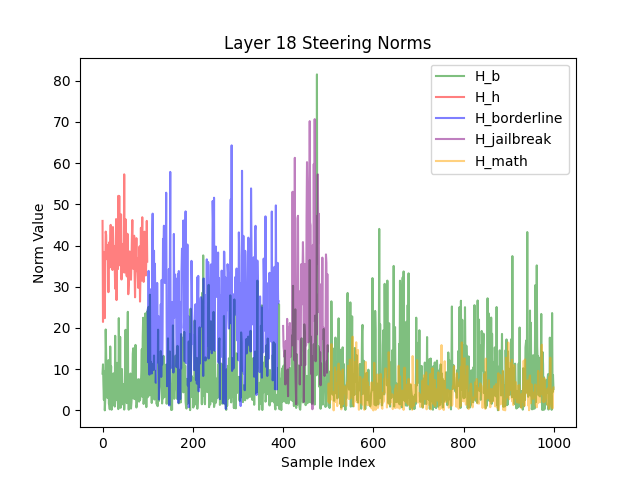 Layer 18 Steering Norms
H_b
H_h
H_borderline
H_jailbreak
H_math
Norm Value
80
70
60
50
40
30
20
10
0
0
200
400
600
800
1000
Sample Index